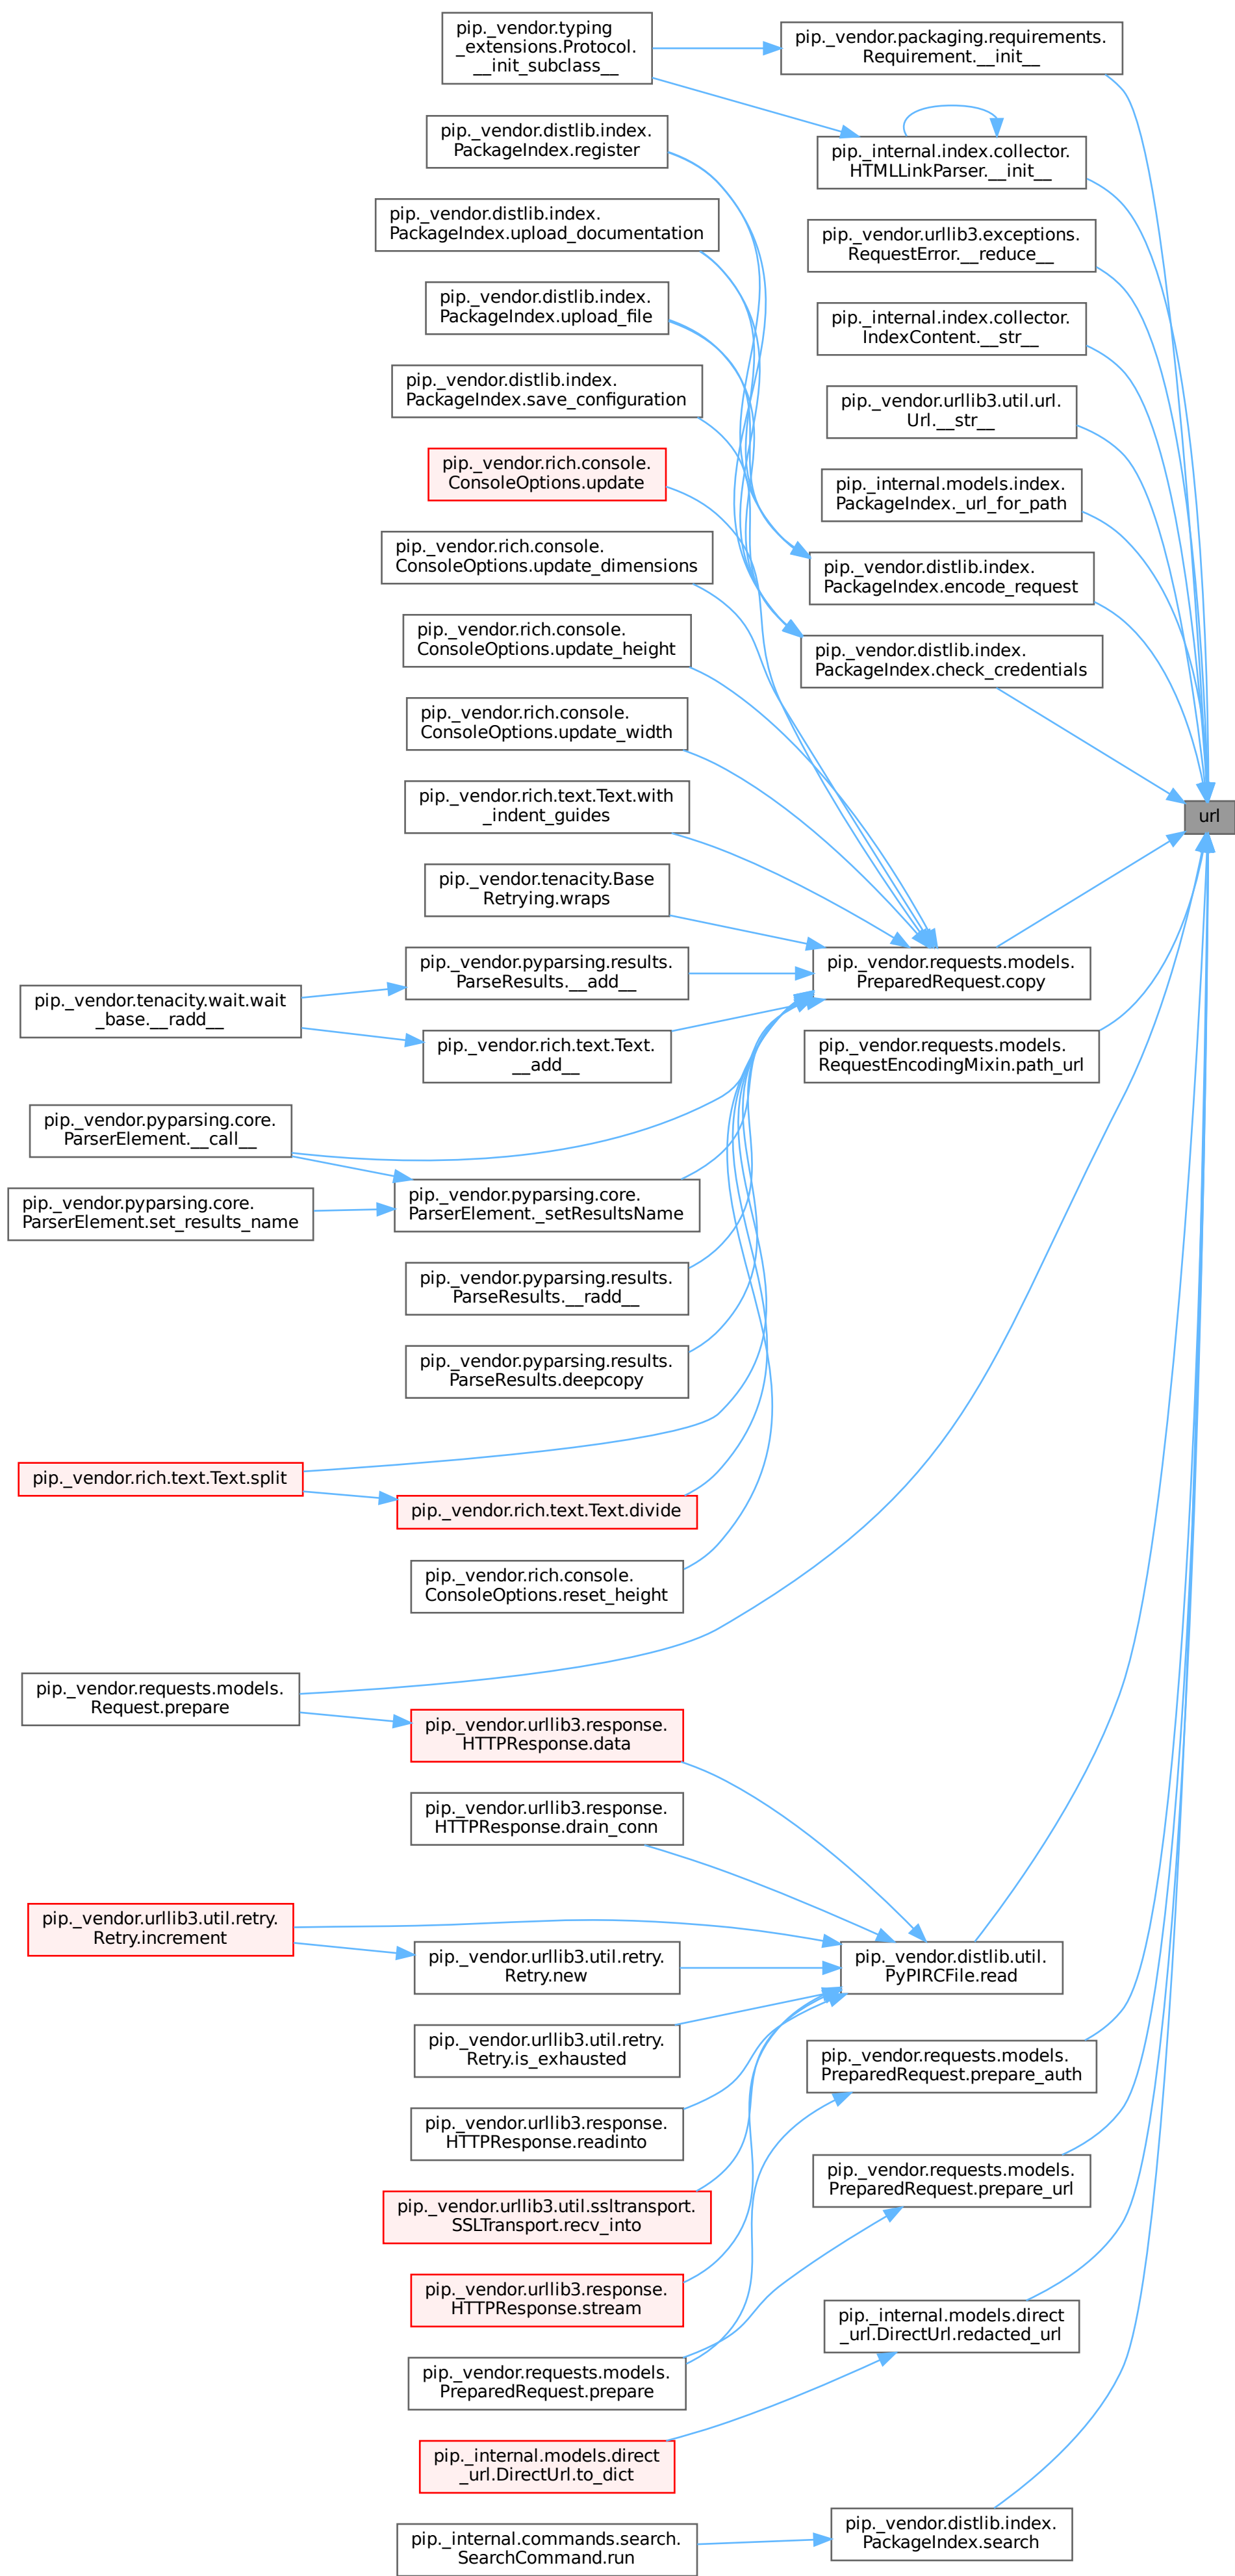 pip._vendor.typing
_extensions.Protocol.
__init_subclass__
pip._vendor.packaging.requirements.
Requirement.__init__
pip._vendor.distlib.index.
PackageIndex.register
pip._internal.index.collector.
HTMLLinkParser.__init__
pip._vendor.distlib.index.
PackageIndex.upload_documentation
pip._vendor.urllib3.exceptions.
RequestError.__reduce__
pip._vendor.distlib.index.
PackageIndex.upload_file
pip._internal.index.collector.
IndexContent.__str__
pip._vendor.distlib.index.
PackageIndex.save_configuration
pip._vendor.urllib3.util.url.
Url.__str__
pip._vendor.rich.console.
ConsoleOptions.update
pip._internal.models.index.
PackageIndex._url_for_path
pip._vendor.rich.console.
ConsoleOptions.update_dimensions
pip._vendor.distlib.index.
PackageIndex.encode_request
pip._vendor.rich.console.
ConsoleOptions.update_height
pip._vendor.distlib.index.
PackageIndex.check_credentials
pip._vendor.rich.console.
ConsoleOptions.update_width
pip._vendor.rich.text.Text.with
_indent_guides
url
pip._vendor.tenacity.Base
Retrying.wraps
pip._vendor.pyparsing.results.
ParseResults.__add__
pip._vendor.requests.models.
PreparedRequest.copy
pip._vendor.tenacity.wait.wait
_base.__radd__
pip._vendor.rich.text.Text.
__add__
pip._vendor.requests.models.
RequestEncodingMixin.path_url
pip._vendor.pyparsing.core.
ParserElement.__call__
pip._vendor.pyparsing.core.
ParserElement.set_results_name
pip._vendor.pyparsing.core.
ParserElement._setResultsName
pip._vendor.pyparsing.results.
ParseResults.__radd__
pip._vendor.pyparsing.results.
ParseResults.deepcopy
pip._vendor.rich.text.Text.split
pip._vendor.rich.text.Text.divide
pip._vendor.rich.console.
ConsoleOptions.reset_height
pip._vendor.requests.models.
Request.prepare
pip._vendor.urllib3.response.
HTTPResponse.data
pip._vendor.urllib3.response.
HTTPResponse.drain_conn
pip._vendor.urllib3.util.retry.
Retry.increment
pip._vendor.urllib3.util.retry.
Retry.new
pip._vendor.distlib.util.
PyPIRCFile.read
pip._vendor.urllib3.util.retry.
Retry.is_exhausted
pip._vendor.requests.models.
PreparedRequest.prepare_auth
pip._vendor.urllib3.response.
HTTPResponse.readinto
pip._vendor.requests.models.
PreparedRequest.prepare_url
pip._vendor.urllib3.util.ssltransport.
SSLTransport.recv_into
pip._vendor.urllib3.response.
HTTPResponse.stream
pip._internal.models.direct
_url.DirectUrl.redacted_url
pip._vendor.requests.models.
PreparedRequest.prepare
pip._internal.models.direct
_url.DirectUrl.to_dict
pip._vendor.distlib.index.
PackageIndex.search
pip._internal.commands.search.
SearchCommand.run